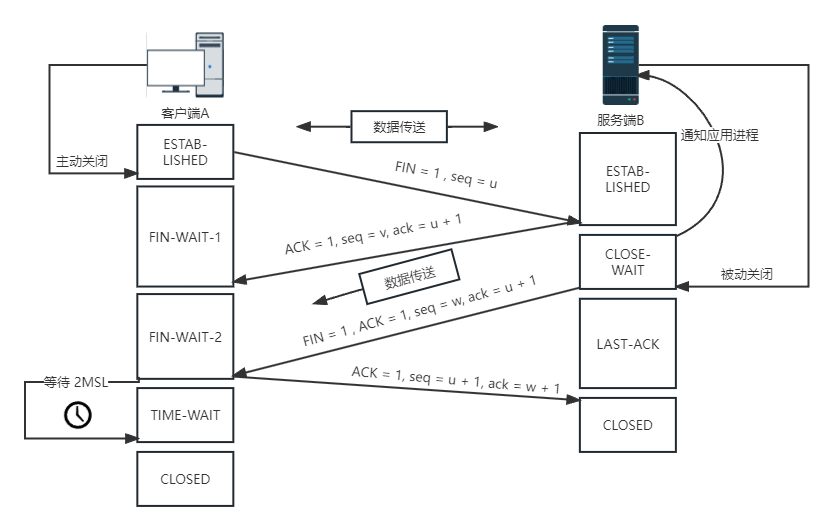 客户端A
服务端B
数据传送
通知应用进程
ESTAB-
LISHED
主动关闭
FIN = 1 , seq = u
ESTAB-
LISHED
FIN-WAIT-1
ACK = 1, seq = v, ack = u + 1
CLOSE-
WAIT
被动关闭
数据传送
FIN = 1 , ACK = 1, seq = w, ack = u + 1
FIN-WAIT-2
LAST-ACK
等待 2MSL
ACK = 1, seq = u + 1, ack = w + 1
TIME-WAIT
CLOSED
CLOSED